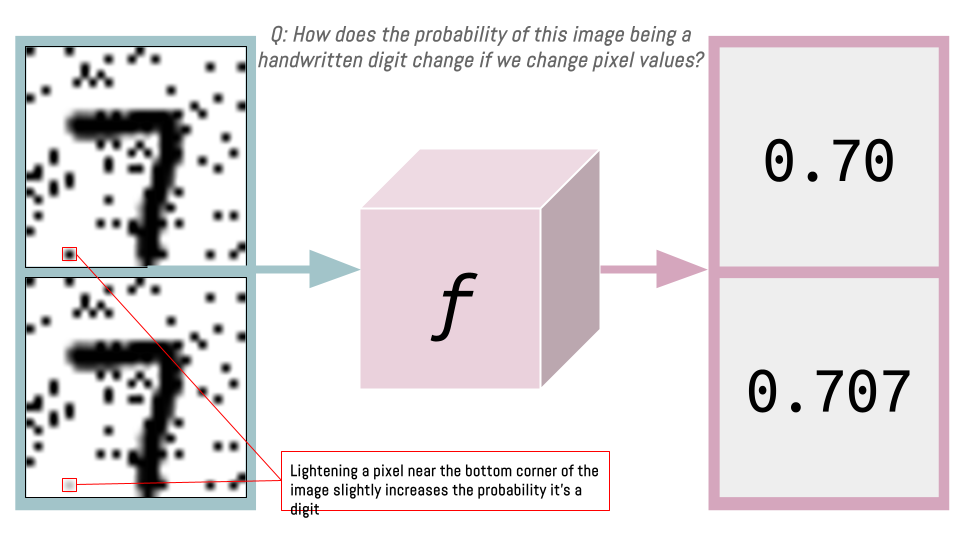 Q: How does the probability of this image being a
handwritten digit change if we change pixel values?
0.70
f
0.707
Lightening a pixel near the bottom corner of the
image slightly increases the probability it's a
digit